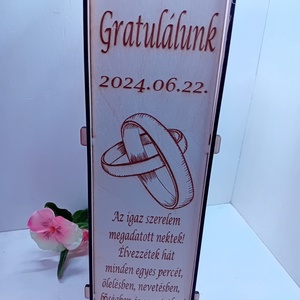 Gratulálunk
2024.06.22.
Az igaz szerelem
megadatott nektek!
Élvezzétek hát
minden egyes percét,
ölelésben, nevetésben,